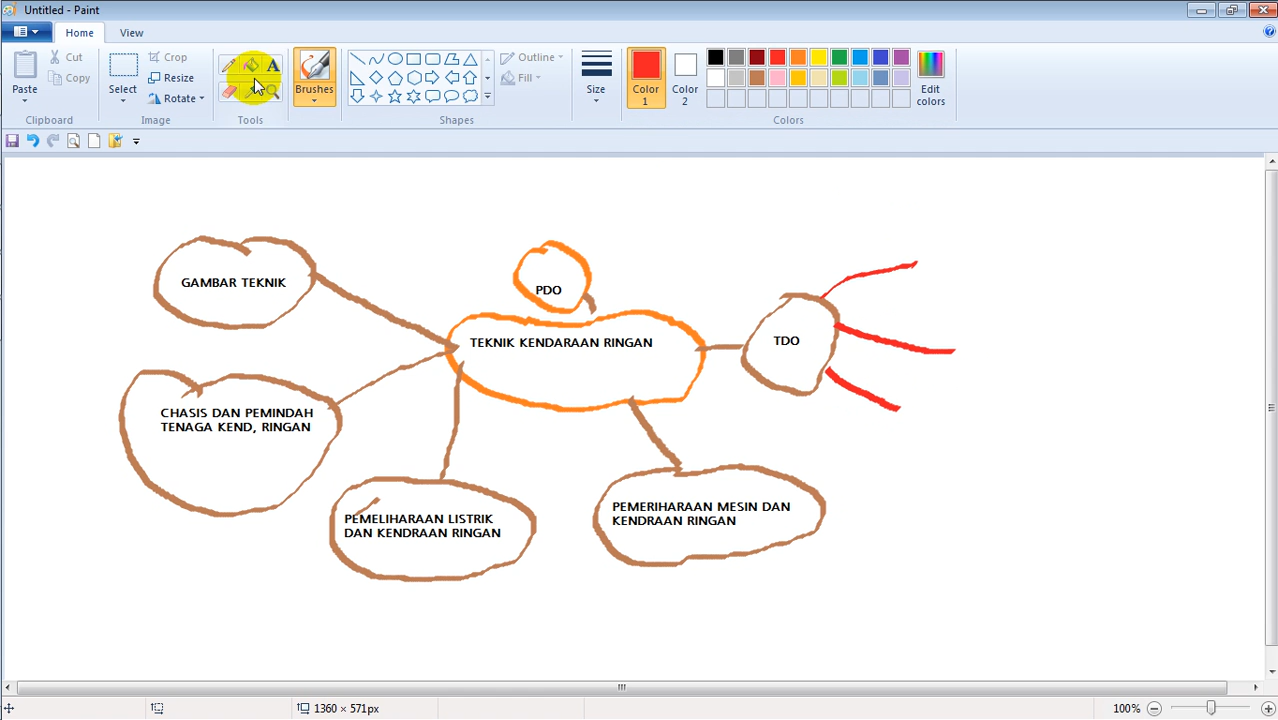 Untitled - Paint
Home
View
Paste
Cut
Copy
Clipboard
Select
Crop
Resize
Rotate
Image
A
Tools
Brushes
Outline
Fill
Shapes
Size
Color 1
Color 2
Edit colors
Colors
GAMBAR TEKNIK
PDO
TEKNIK KENDARAAN RINGAN
TDO
CHASIS DAN PEMINDAH
TENAGA KEND, RINGAN
PEMELIHARAAN LISTRIK
DAN KENDRAAN RINGAN
PEMERIHARAAN MESIN DAN
KENDRAAN RINGAN
1360 × 571px
100%